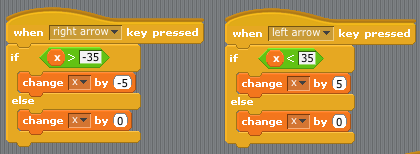 when right arrow key pressed
if x > -35
change x by -5
else
change x by 0
when left arrow key pressed
if x < 35
change x by 5
else
change x by 0